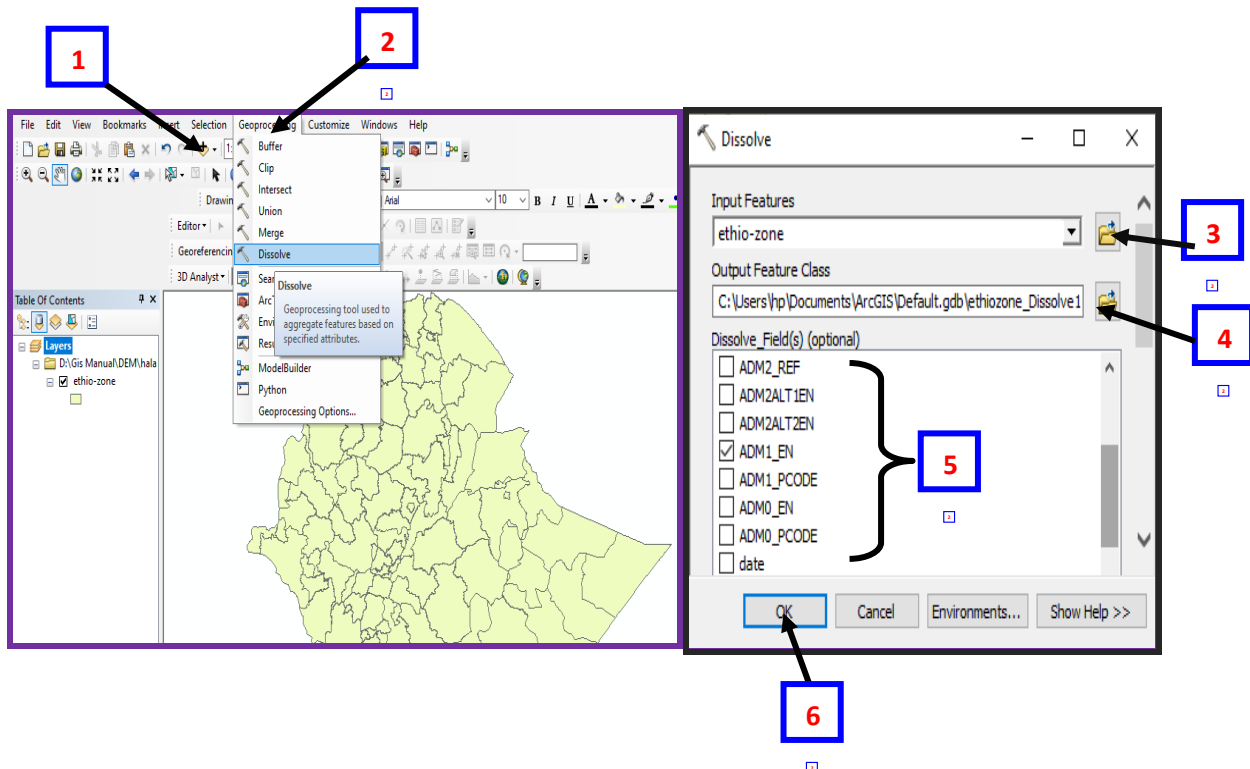 2
1
File Edit View Bookmarks Insert Selection Geoprocessing Customize Windows Help
Buffer
Clip
Intersect
Union
Merge
Dissolve
Arial 10 B I U A
Editor
3D Analyst
ModelBuilder
Python
Geoprocessing Options...
Dissolve
Geoprocessing tool used to
aggregate features based on
specified attributes.
Table Of Contents
Layers
D:\Gis Manual\DEM\hala
ethio-zone
Dissolve
Input Features
ethio-zone
Output Feature Class
C:\Users\hp\Documents\ArcGIS\Default.gdb\ethiozone_Dissolve1
Dissolve_Field(s) (optional)
ADM2_REF
ADM2ALT1EN
ADM2ALT2EN
ADM1_EN
ADM1_PCODE
ADM0_EN
ADM0_PCODE
date
OK Cancel Environments... Show Help >>
3
4
5
6